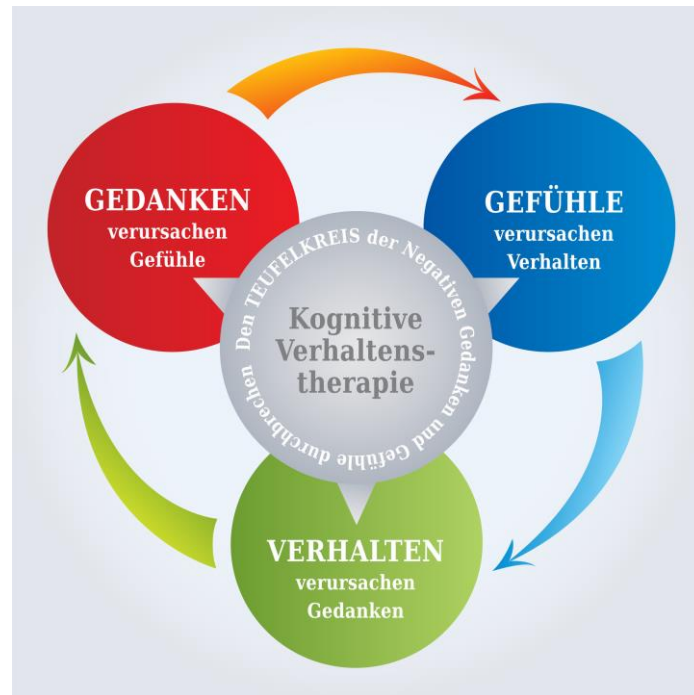 GEDANKEN
verursachen
Gefühle
GEFÜHLE
verursachen
Verhalten
Den TEUFELKREIS der Negativen Gedanken und Gefühle durchbrechen
Kognitive
Verhaltens-
therapie
VERHALTEN
verursachen
Gedanken